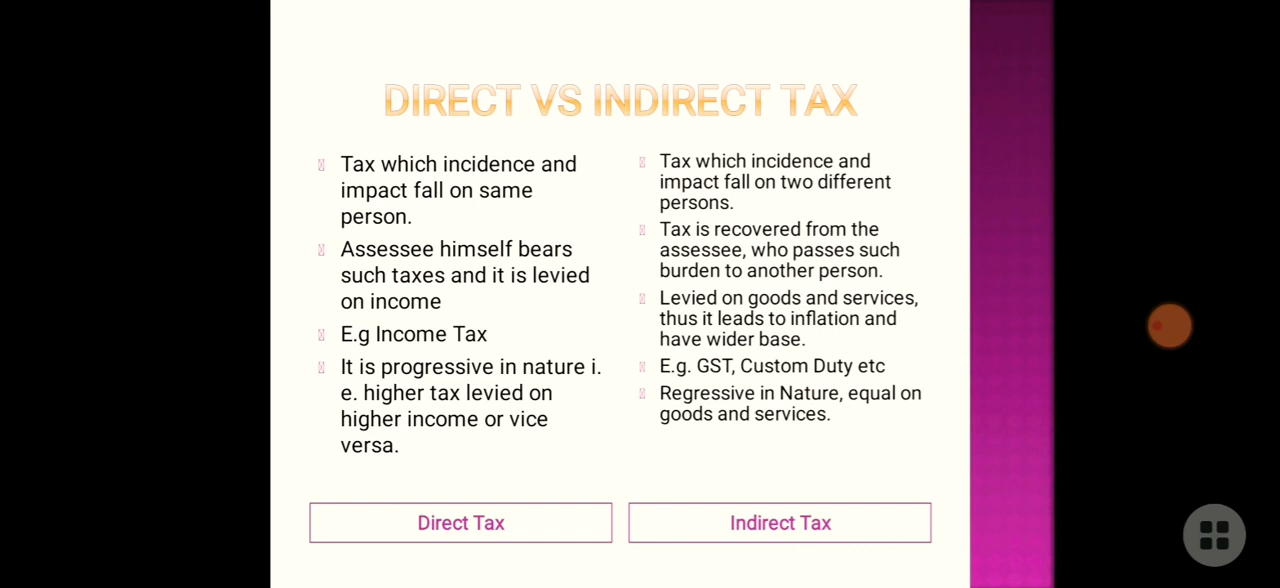 DIRECT VS INDIRECT TAX
Tax which incidence and
impact fall on same
person.
Assessee himself bears
such taxes and it is levied
on income
E.g Income Tax
It is progressive in nature i.
e. higher tax levied on
higher income or vice
versa.
Tax which incidence and
impact fall on two different
persons.
Tax is recovered from the
assessee, who passes such
burden to another person.
Levied on goods and services,
thus it leads to inflation and
have wider base.
E.g. GST, Custom Duty etc
Regressive in Nature, equal on
goods and services.
Direct Tax
Indirect Tax